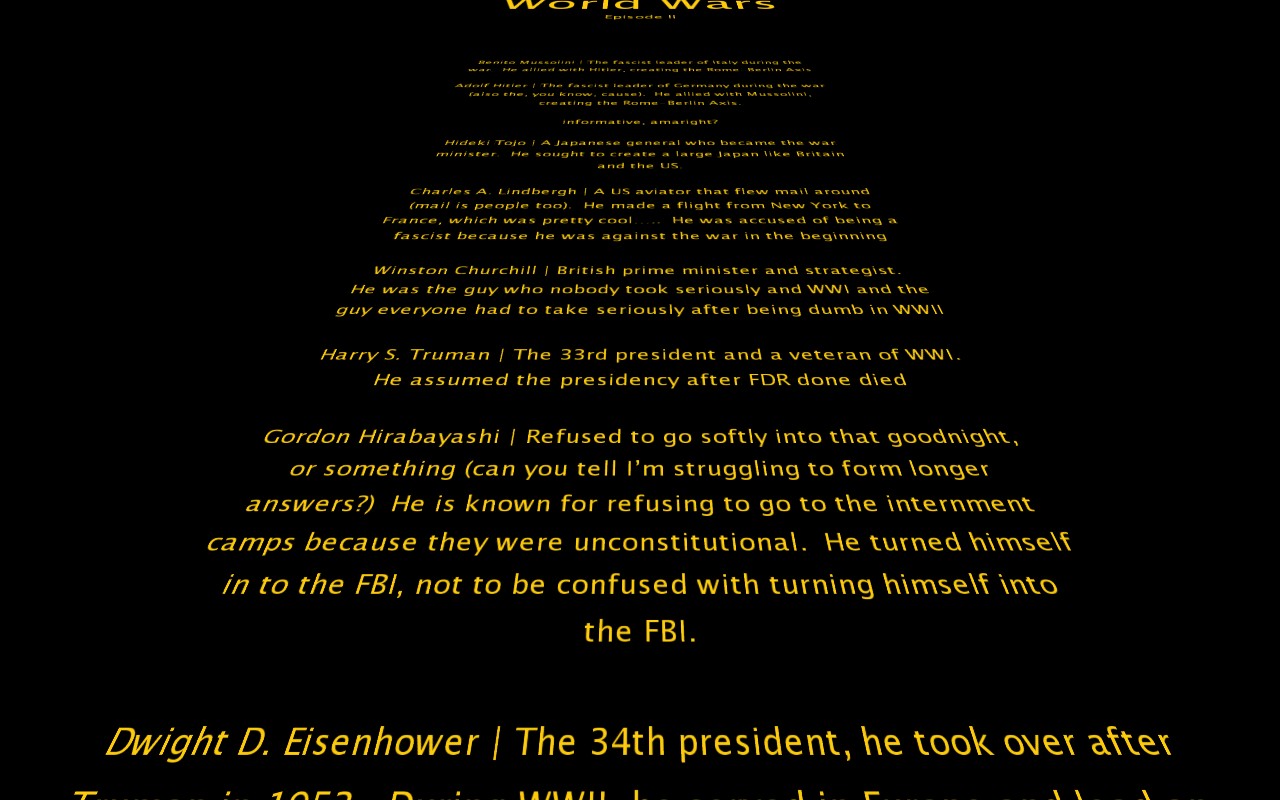 World Wars
Episode II
Benito Mussolini | The fascist leader of Italy during the
war.  He allied with Hitler, creating the Rome-Berlin Axis
Adolf Hitler | The fascist leader of Germany during the war
(also the, you know, cause).  He allied with Mussolini,
creating the Rome-Berlin Axis.
informative, amaright?
Hideki Tojo | A Japanese general who became the war
minister.  He sought to create a large Japan like Britain
and the US.
Charles A. Lindbergh | A US aviator that flew mail around
(mail is people too).  He made a flight from New York to
France, which was pretty cool.....  He was accused of being a
fascist because he was against the war in the beginning
Winston Churchill | British prime minister and strategist.
He was the guy who nobody took seriously and WWI and the
guy everyone had to take seriously after being dumb in WWII
Harry S. Truman | The 33rd president and a veteran of WWI.
He assumed the presidency after FDR done died
Gordon Hirabayashi | Refused to go softly into that goodnight,
or something (can you tell I’m struggling to form longer
answers?)  He is known for refusing to go to the internment
camps because they were unconstitutional.  He turned himself
in to the FBI, not to be confused with turning himself into
the FBI.
Dwight D. Eisenhower | The 34th president, he took over after
Truman in 1953.  During WWII, he served in Europe and